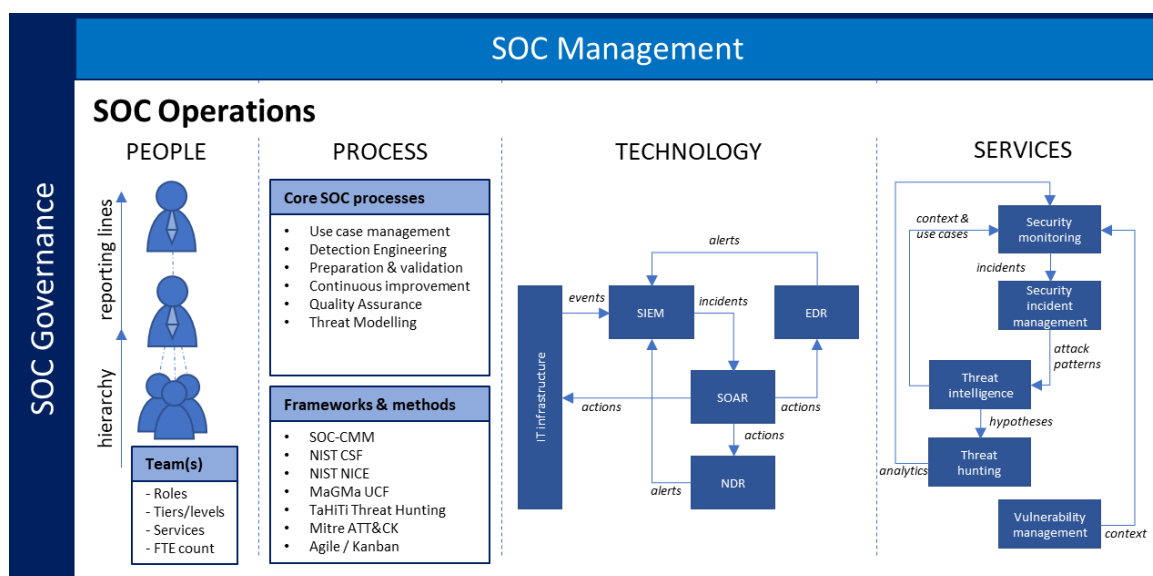 SOC Management
SOC Governance
SOC Operations
PEOPLE
reporting lines
hierarchy
Team(s)
- Roles
- Tiers/levels
- Services
- FTE count
PROCESS
Core SOC processes
• Use case management
• Detection Engineering
• Preparation & validation
• Continuous improvement
• Quality Assurance
• Threat Modelling
Frameworks & methods
• SOC-CMM
• NIST CSF
• NIST NICE
• MaGMa UCF
• TaHiTi Threat Hunting
• Mitre ATT&CK
• Agile / Kanban
TECHNOLOGY
alerts
events
SIEM
incidents
EDR
IT infrastructure
actions
SOAR
actions
actions
alerts
NDR
SERVICES
context &
use cases
Security
monitoring
incidents
Security
incident
management
attack
patterns
Threat
intelligence
hypotheses
Threat
hunting
analytics
Vulnerability
management
context